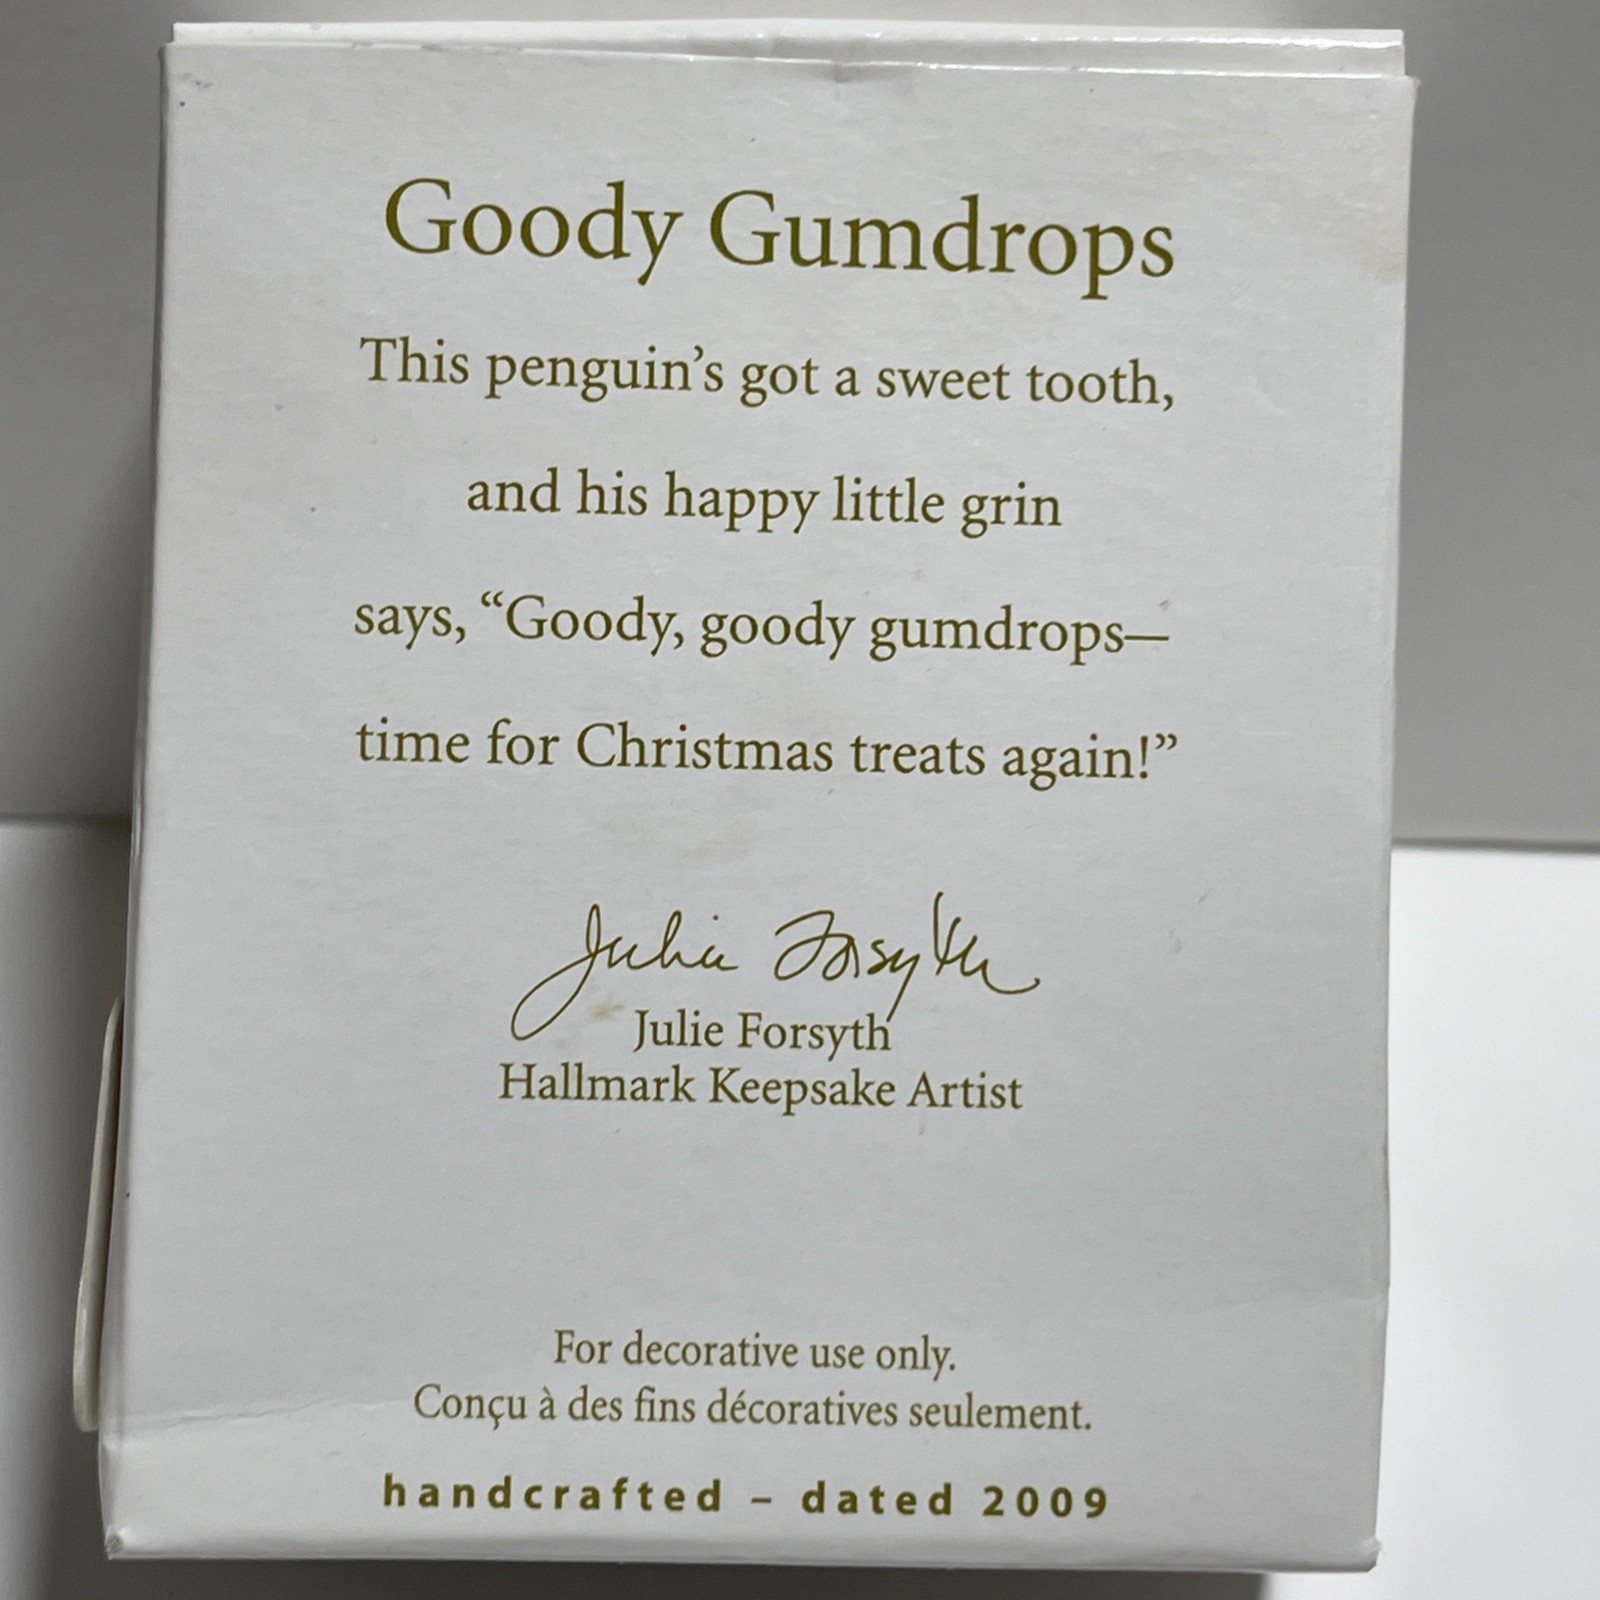 Goody Gumdrops
This penguin’s got a sweet tooth,
and his happy little grin
says, “Goody, goody gumdrops—
time for Christmas treats again!”
Julie Forsyth
Julie Forsyth
Hallmark Keepsake Artist
For decorative use only.
Conçu à des fins décoratives seulement.
handcrafted – dated 2009